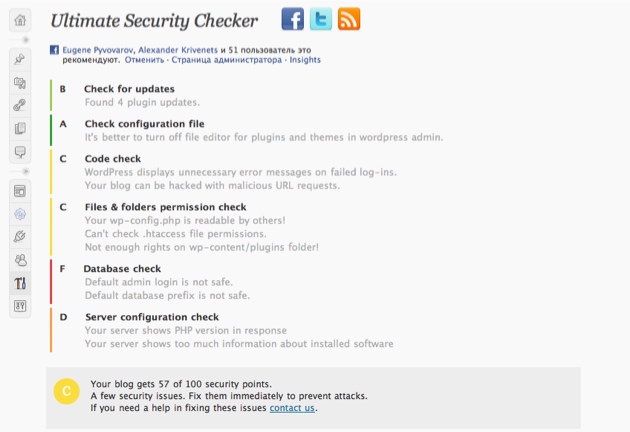 Ultimate Security Checker
Eugene Pyvovarov, Alexander Krivenets и 51 пользователь это
рекомендуют. Отменить · Страница администратора · Insights
B Check for updates
Found 4 plugin updates.
A Check configuration file
It's better to turn off file editor for plugins and themes in wordpress admin.
C Code check
WordPress displays unnecessary error messages on failed log-ins.
Your blog can be hacked with malicious URL requests.
C Files & folders permission check
Your wp-config.php is readable by others!
Can't check .htaccess file permissions.
Not enough rights on wp-content/plugins folder!
F Database check
Default admin login is not safe.
Default database prefix is not safe.
D Server configuration check
Your server shows PHP version in response
Your server shows too much information about installed software
C
Your blog gets 57 of 100 security points.
A few security issues. Fix them immediately to prevent attacks.
If you need a help in fixing these issues contact us.